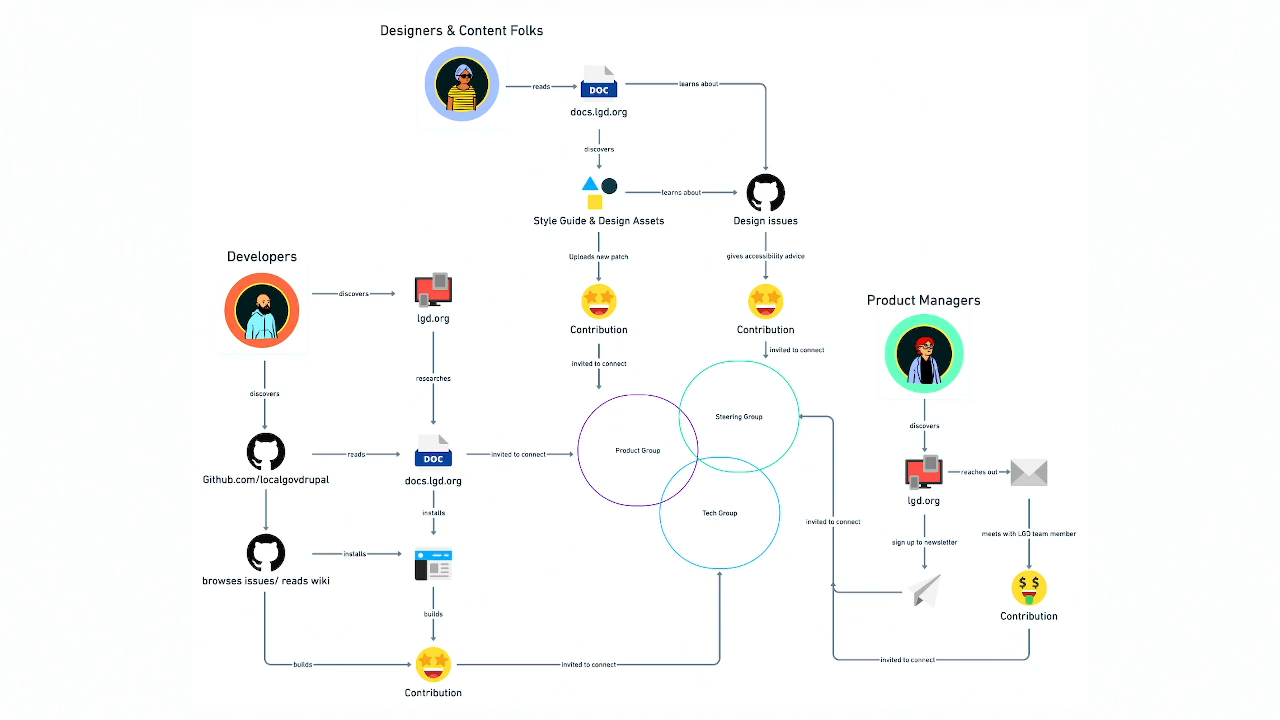 Designers & Content Folks
reads
DOC
docs.lgd.org
learns about
discovers
Style Guide & Design Assets
learns about
Design issues
Uploads new patch
gives accessibility advice
Contribution
Contribution
invited to connect
invited to connect
Developers
discovers
lgd.org
researches
discovers
Github.com/localgovdrupal
reads
DOC
docs.lgd.org
invited to connect
installs
browses issues/ reads wiki
installs
builds
builds
Contribution
invited to connect
Product Group
Steering Group
Tech Group
Product Managers
discovers
lgd.org
reaches out
invited to connect
sign up to newsletter
meets with LGD team member
$ $
Contribution
invited to connect